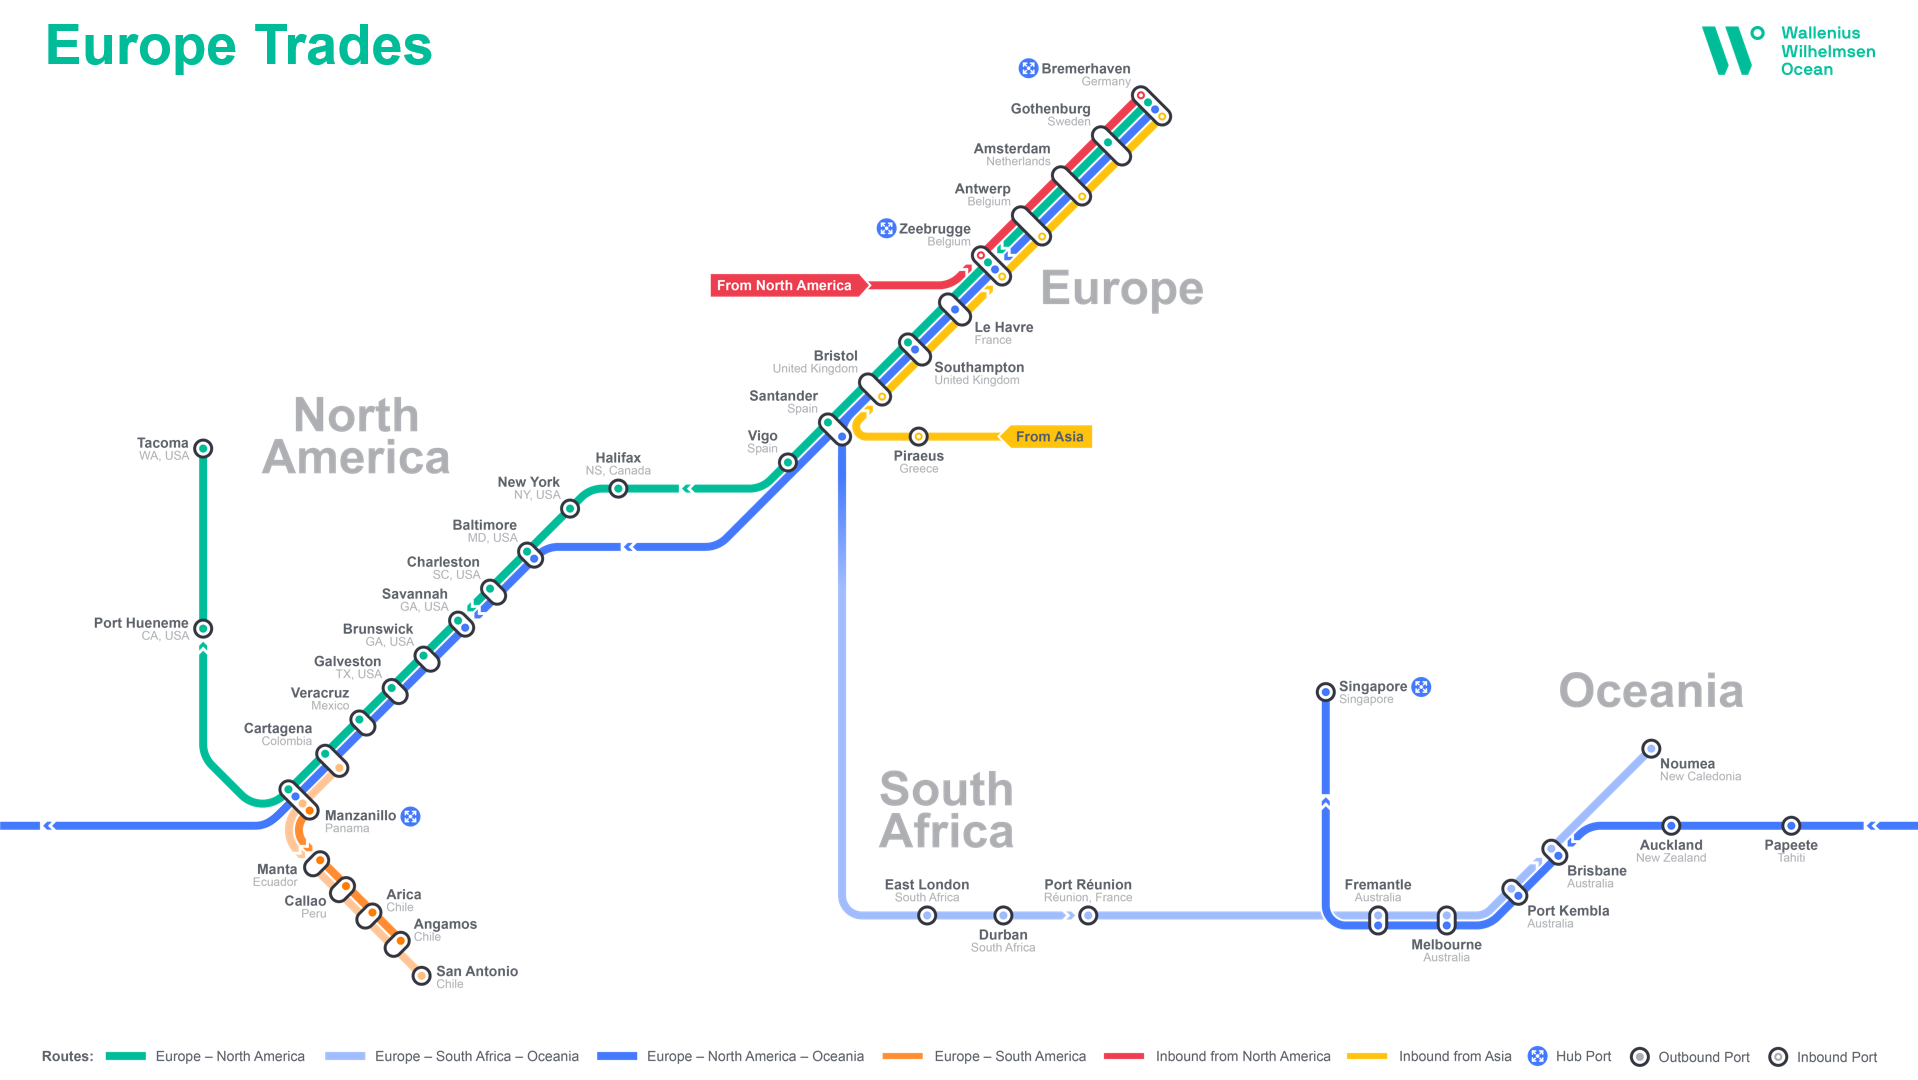 Europe Trades
Wallenius
Wilhelmsen
Ocean
Bremerhaven
Germany
Gothenburg
Sweden
Amsterdam
Netherlands
Antwerp
Belgium
Zeebrugge
Belgium
From North America
Europe
Le Havre
France
Southampton
United Kingdom
Bristol
United Kingdom
Santander
Spain
Vigo
Spain
From Asia
Piraeus
Greece
North
America
Tacoma
WA, USA
Halifax
NS, Canada
New York
NY, USA
Baltimore
MD, USA
Charleston
SC, USA
Savannah
GA, USA
Port Hueneme
CA, USA
Brunswick
GA, USA
Galveston
TX, USA
Veracruz
Mexico
Cartagena
Colombia
Manzanillo
Panama
Manta
Ecuador
Callao
Peru
Arica
Chile
Angamos
Chile
San Antonio
Chile
South
Africa
East London
South Africa
Durban
South Africa
Port Réunion
Réunion, France
Oceania
Singapore
Singapore
Noumea
New Caledonia
Auckland
New Zealand
Papeete
Tahiti
Brisbane
Australia
Fremantle
Australia
Port Kembla
Australia
Melbourne
Australia
Routes: Europe – North America Europe – South Africa – Oceania Europe – North America – Oceania Europe – South America Inbound from North America Inbound from Asia Hub Port Outbound Port Inbound Port